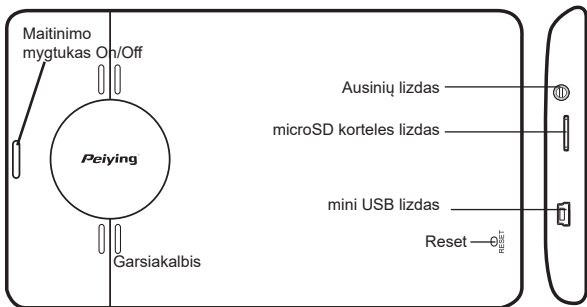 Maitinimo
mygtukas On/Off
Ausinių lizdas
microSD korteles lizdas
Peiying
mini USB lizdas
Reset
RESET
Garsiakalbis